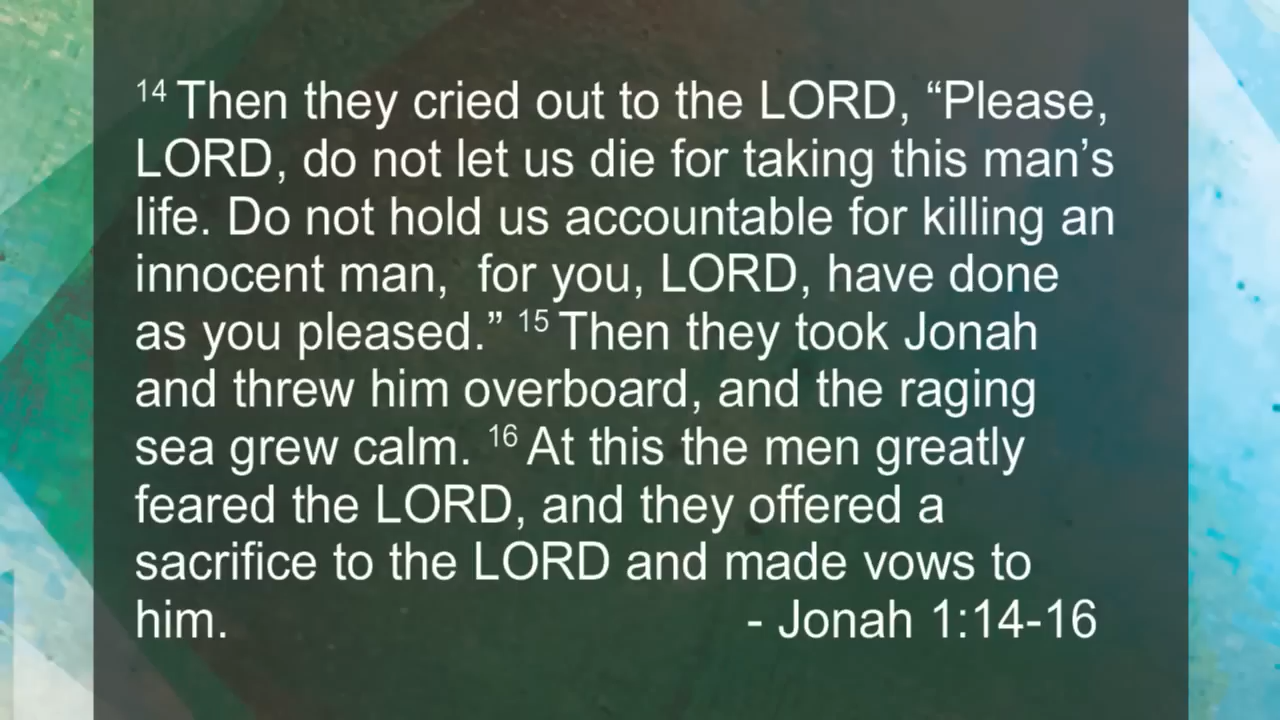 14 Then they cried out to the LORD, “Please,
LORD, do not let us die for taking this man’s
life. Do not hold us accountable for killing an
innocent man,  for you, LORD, have done
as you pleased.” 15 Then they took Jonah
and threw him overboard, and the raging
sea grew calm. 16 At this the men greatly
feared the LORD, and they offered a
sacrifice to the LORD and made vows to
him. - Jonah 1:14-16